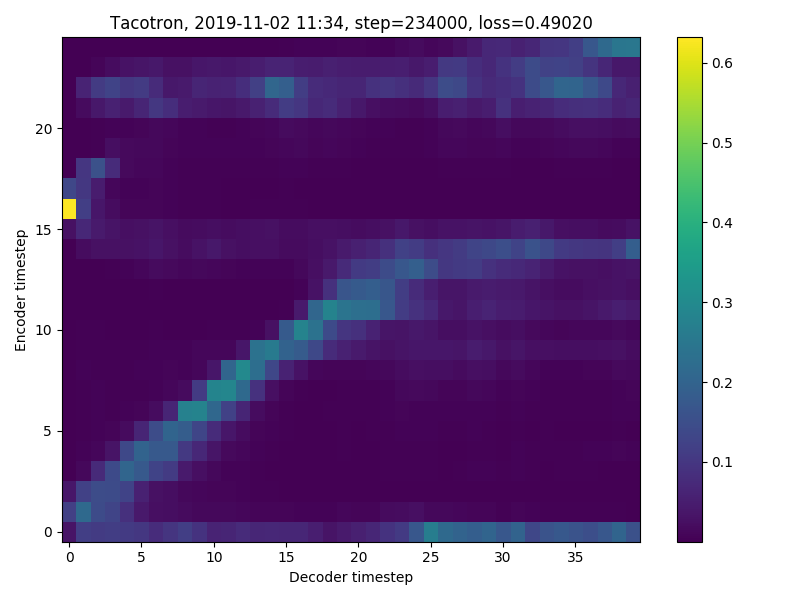 Tacotron, 2019-11-02 11:34, step=234000, loss=0.49020
Encoder timestep
20
15
10
5
0
0 5 10 15 20 25 30 35
Decoder timestep
0.6
0.5
0.4
0.3
0.2
0.1